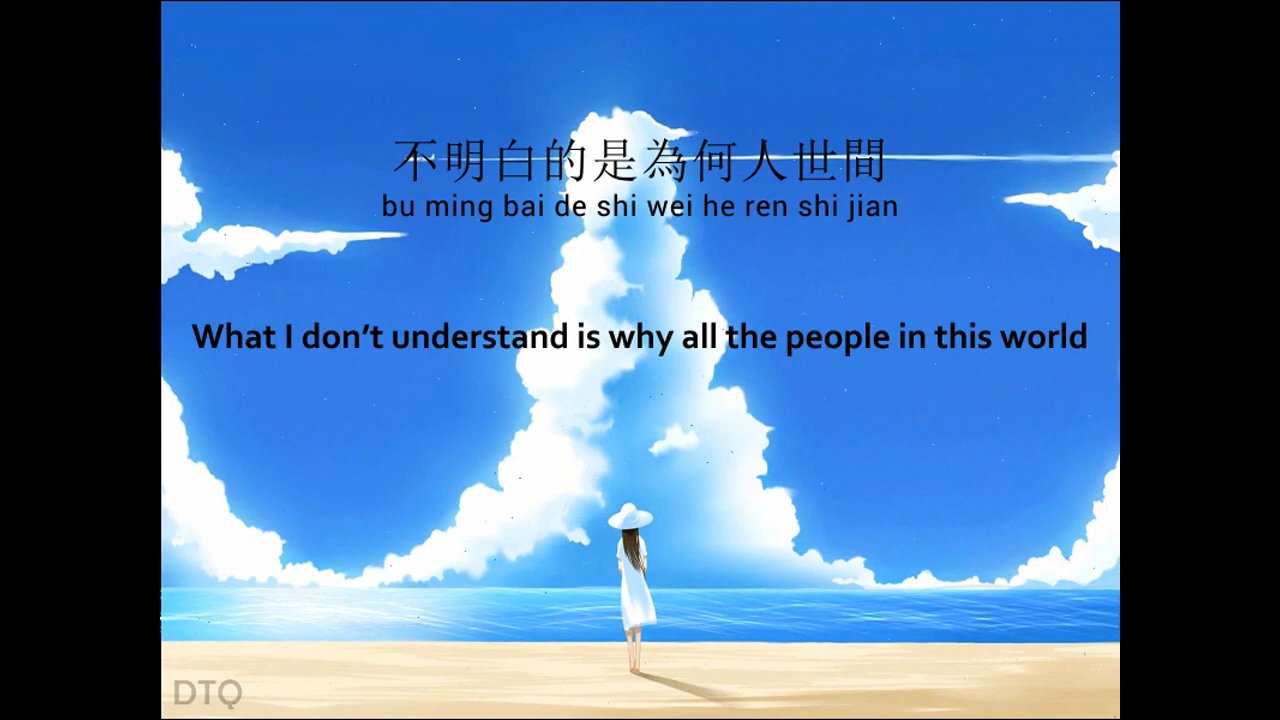 不明白的是為何人世間
bu ming bai de shi wei he ren shi jian
What I don’t understand is why all the people in this world
DTQ